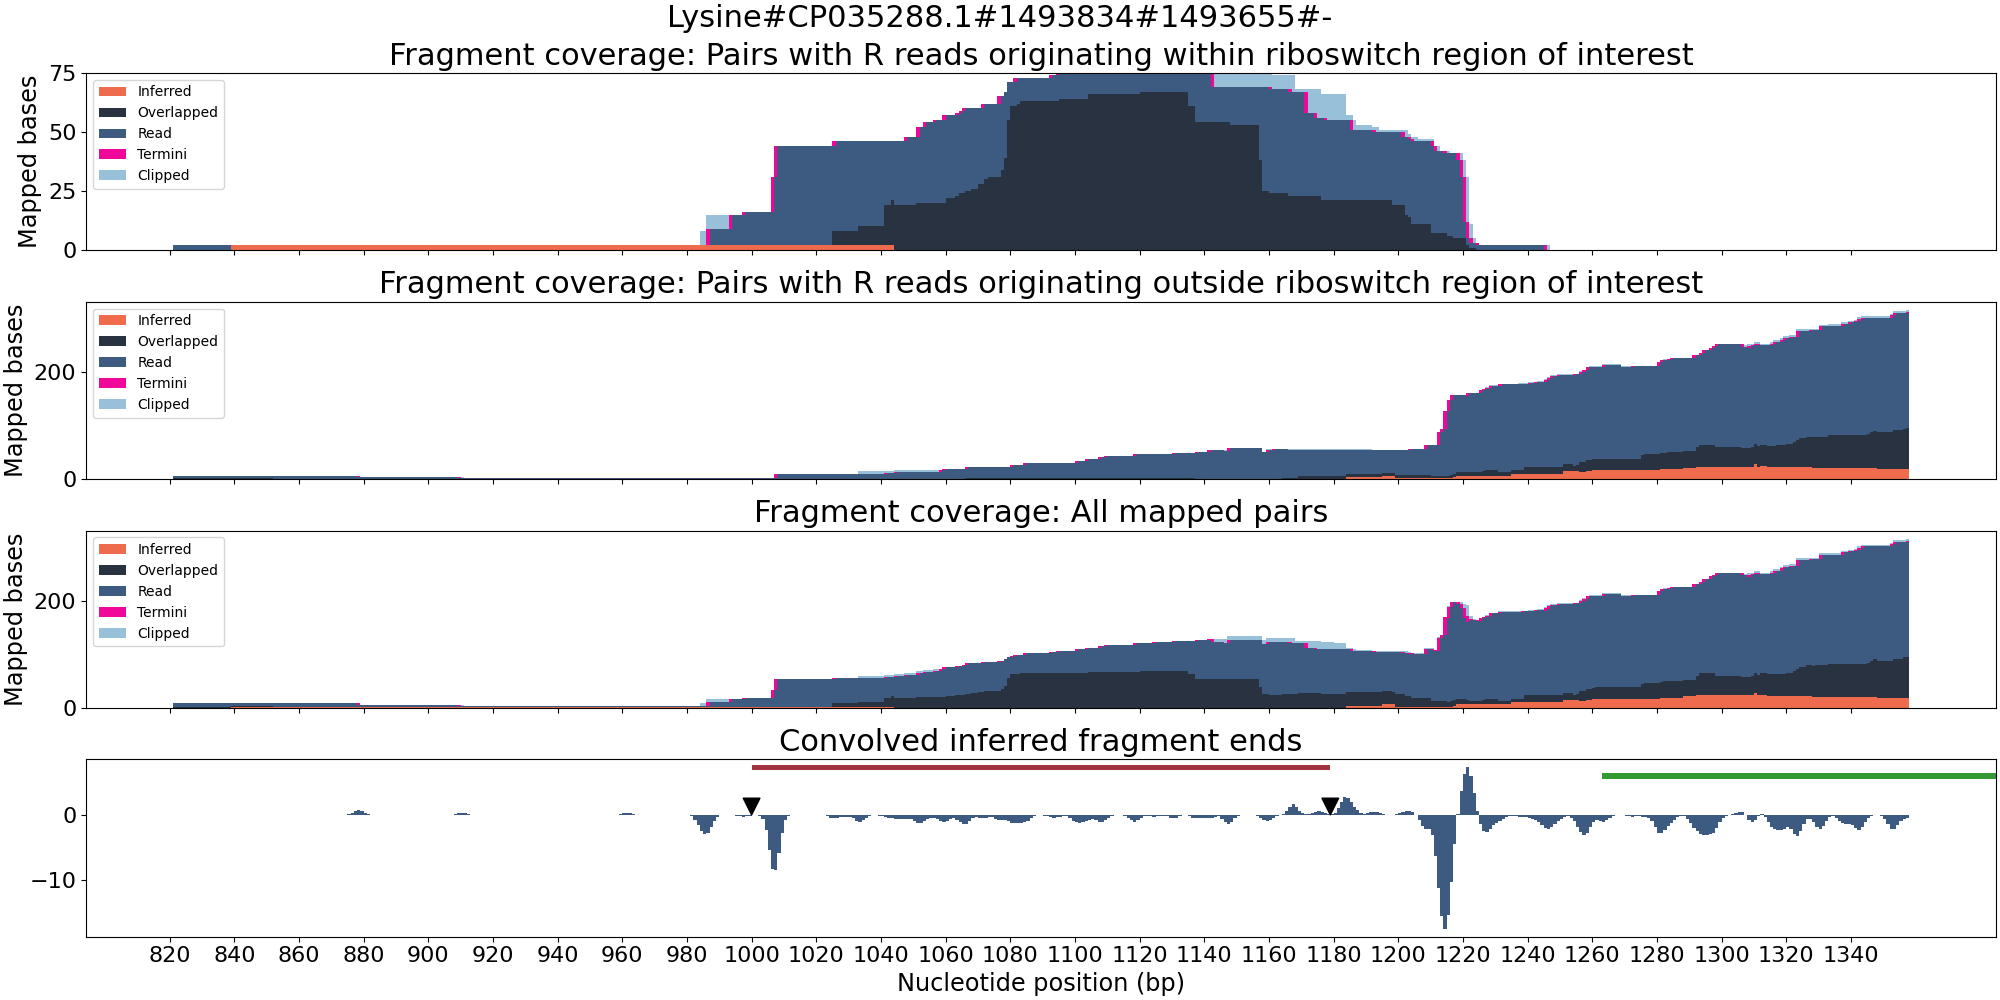 Lysine#CP035288.1#1493834#1493655#-
Fragment coverage: Pairs with R reads originating within riboswitch region of interest
Mapped bases
75
50
25
0
Inferred
Overlapped
Read
Termini
Clipped
Fragment coverage: Pairs with R reads originating outside riboswitch region of interest
Mapped bases
200
0
Inferred
Overlapped
Read
Termini
Clipped
Fragment coverage: All mapped pairs
Mapped bases
200
0
Inferred
Overlapped
Read
Termini
Clipped
Convolved inferred fragment ends
0
−10
820 840 860 880 900 920 940 960 980 1000 1020 1040 1060 1080 1100 1120 1140 1160 1180 1200 1220 1240 1260 1280 1300 1320 1340
Nucleotide position (bp)